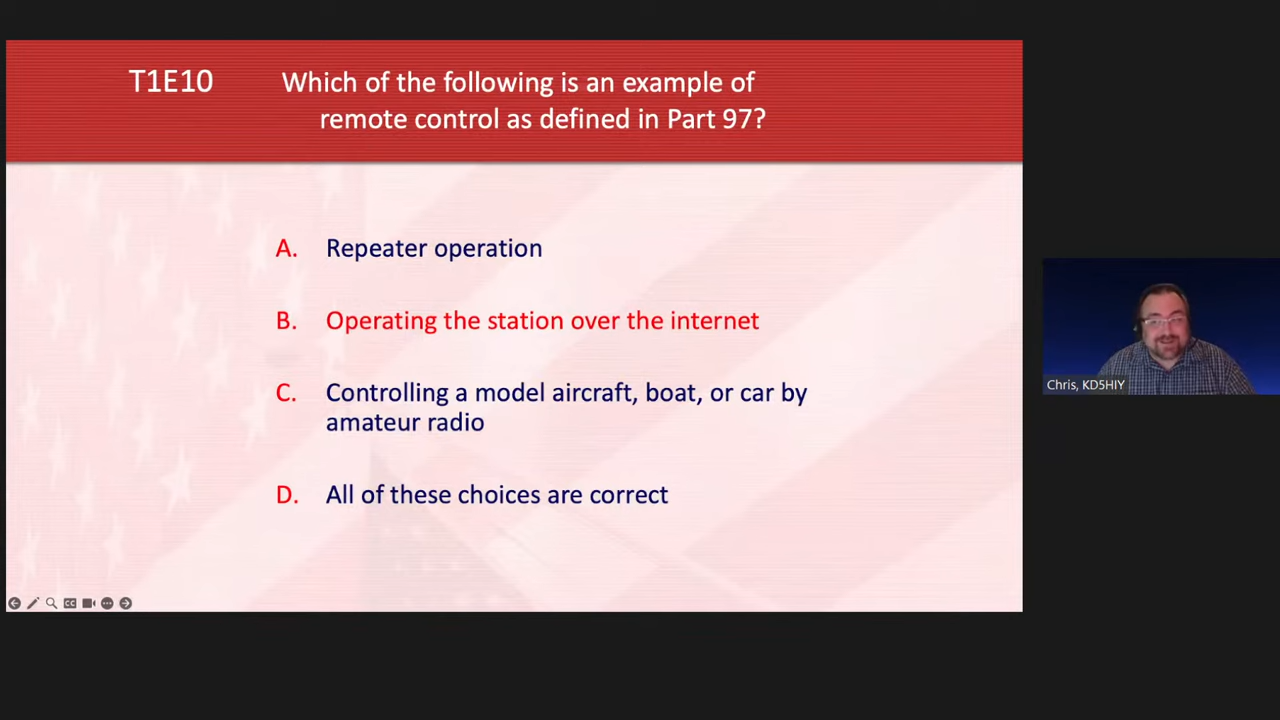 T1E10 Which of the following is an example of
remote control as defined in Part 97?
A. Repeater operation
B. Operating the station over the internet
C. Controlling a model aircraft, boat, or car by
amateur radio
D. All of these choices are correct
Chris, KD5HIY